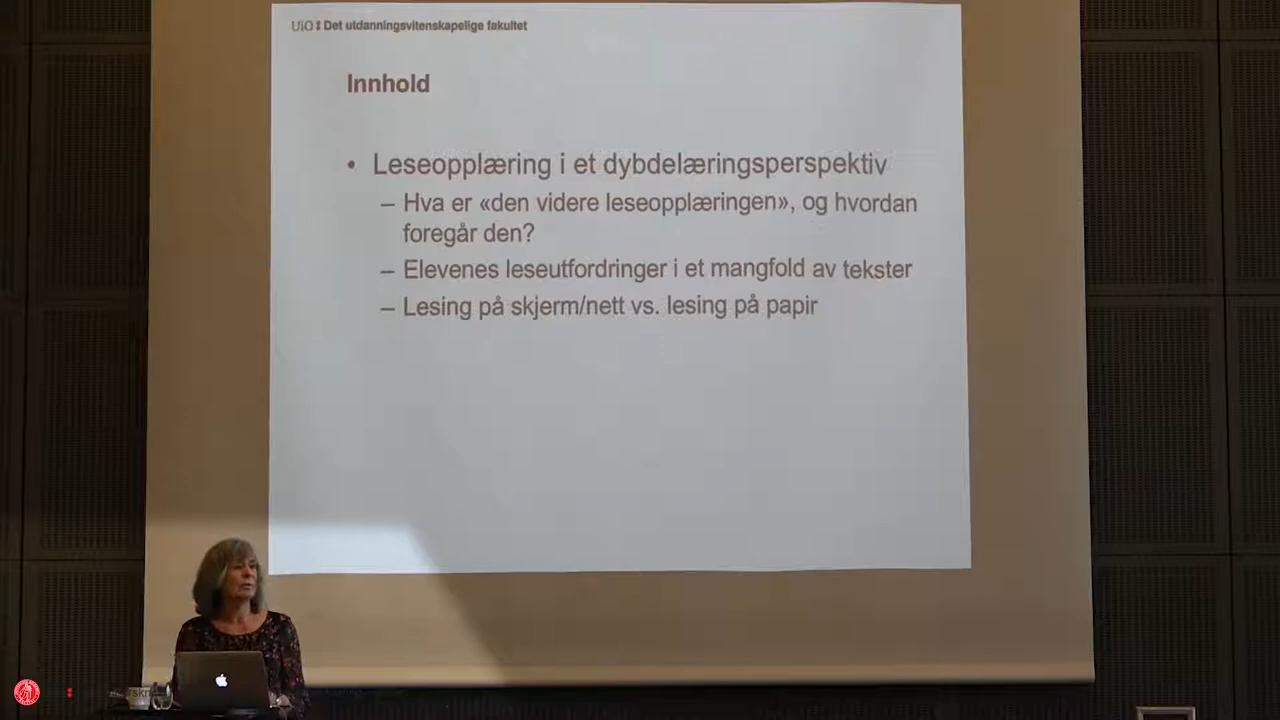 UiO : Det utdanningsvitenskapelige fakultet
Innhold
• Leseopplæring i et dybdelæringsperspektiv
– Hva er «den videre leseopplæringen», og hvordan
foregår den?
– Elevenes leseutfordringer i et mangfold av tekster
– Lesing på skjerm/nett vs. lesing på papir